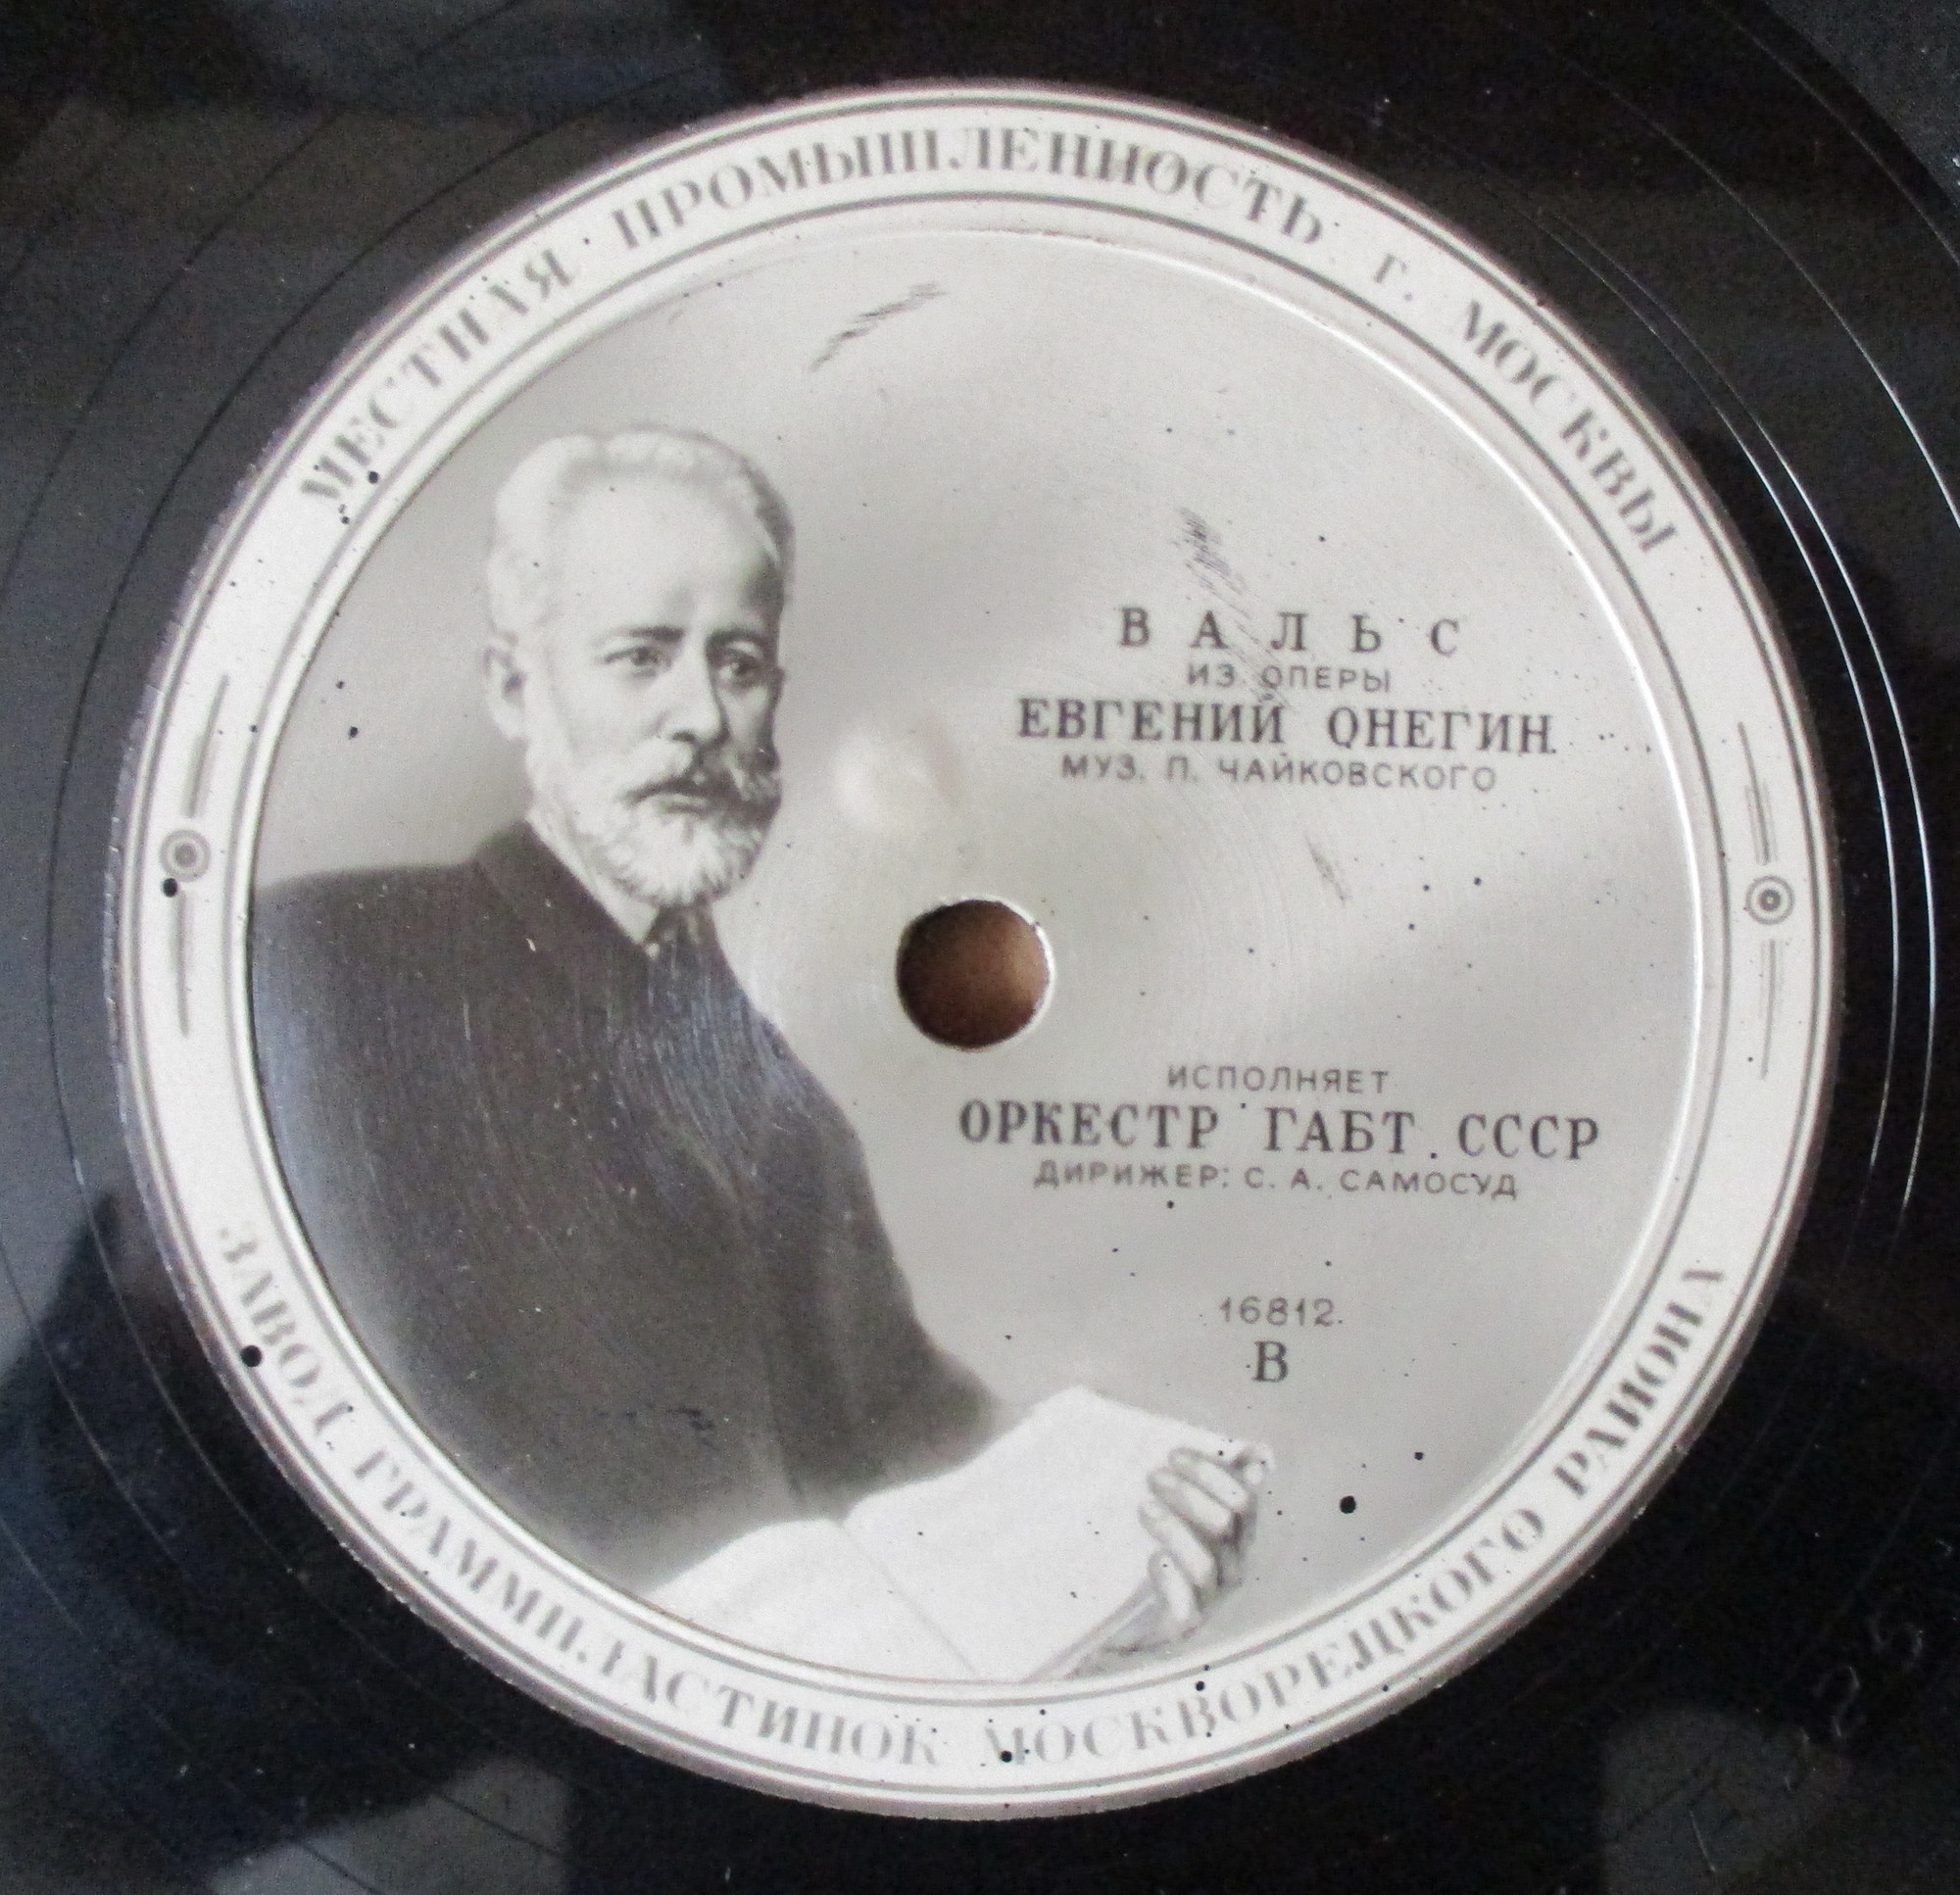 МЕСТНАЯ ПРОМЫШЛЕННОСТЬ г. МОСКВЫ
ВАЛЬС
ИЗ ОПЕРЫ
ЕВГЕНИЙ ОНЕГИН
МУЗ. П. ЧАЙКОВСКОГО
ИСПОЛНЯЕТ
ОРКЕСТР ГАБТ СССР
ДИРИЖЕР: С. А. САМОСУД
16812.
В
ЗАВОД ГРАММПЛАСТИНОК МОСКВОРЕЦКОГО РАЙОНА